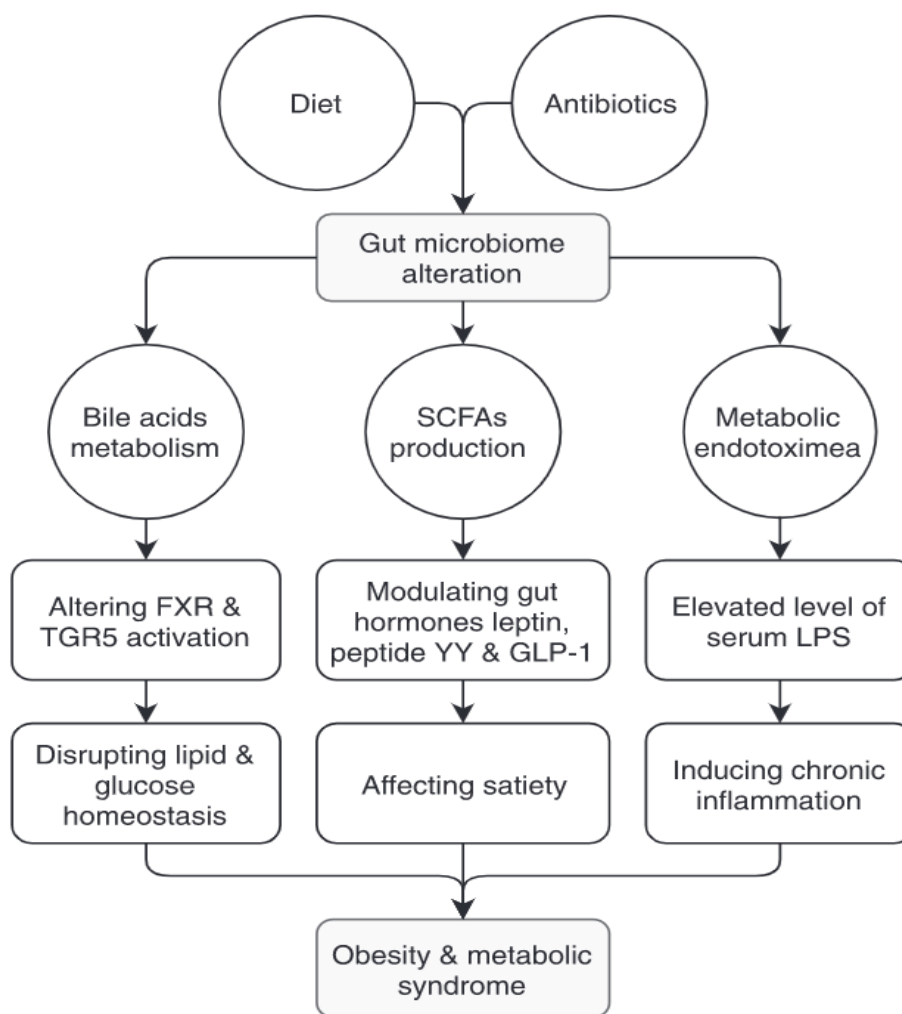 Diet
Antibiotics
Gut microbiome
alteration
Bile acids
metabolism
SCFAs
production
Metabolic
endotoximea
Altering FXR &
TGR5 activation
Modulating gut
hormones leptin,
peptide YY & GLP-1
Elevated level of
serum LPS
Disrupting lipid &
glucose
homeostasis
Affecting satiety
Inducing chronic
inflammation
Obesity & metabolic
syndrome